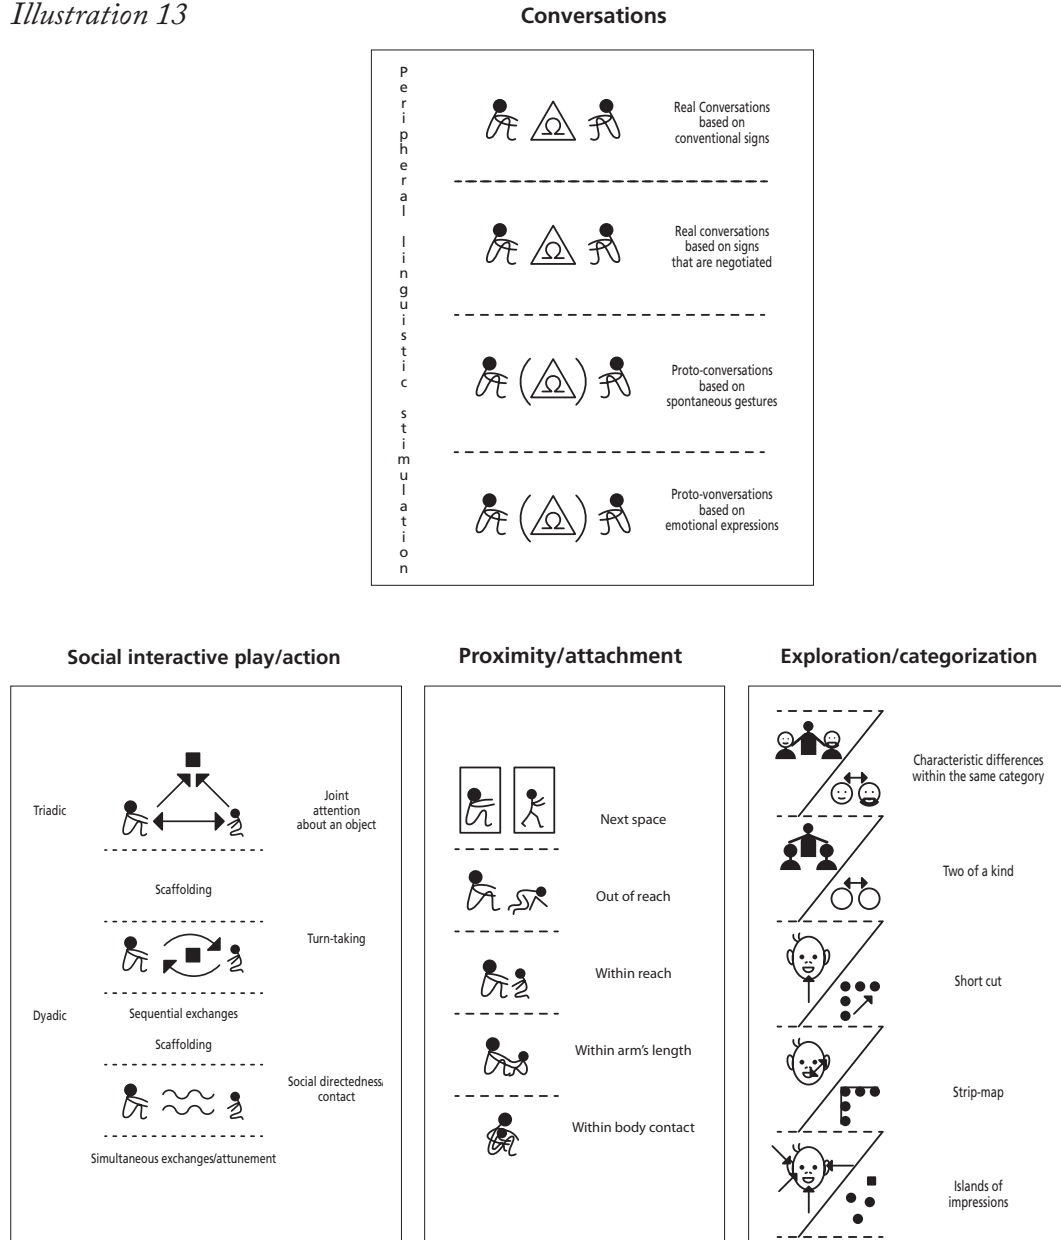 Illustration 13
Conversations
Peripheral linguistic stimulation
Real Conversations
based on
conventional signs
Ω
Real conversations
based on signs
that are negotiated
Ω
Proto-conversations
based on
spontaneous gestures
(Ω)
Proto-vonversations
based on
emotional expressions
(Ω)
Social interactive play/action
Triadic
Joint
attention
about an object
Scaffolding
Turn-taking
Dyadic
Sequential exchanges
Scaffolding
Social directedness/
contact
Simultaneous exchanges/attunement
Proximity/attachment
Next space
Out of reach
Within reach
Within arm's length
Within body contact
Exploration/categorization
Characteristic differences
within the same category
Two of a kind
Short cut
Strip-map
Islands of
impressions